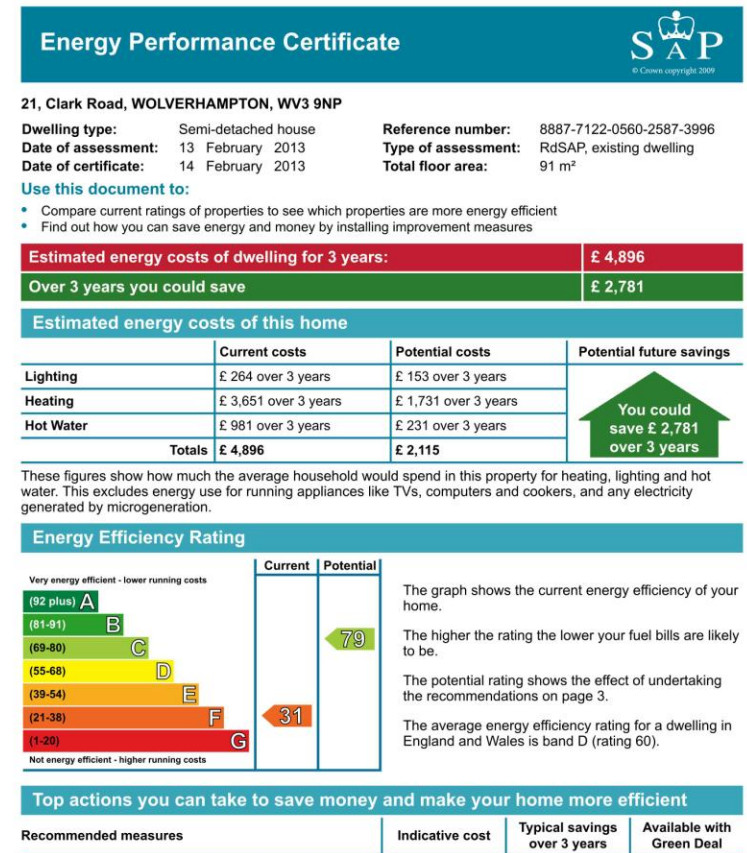 Energy Performance Certificate
SAP
© Crown copyright 2009
21, Clark Road, WOLVERHAMPTON, WV3 9NP
Dwelling type: Semi-detached house Reference number: 8887-7122-0560-2587-3996
Date of assessment: 13 February 2013 Type of assessment: RdSAP, existing dwelling
Date of certificate: 14 February 2013 Total floor area: 91 m²
Use this document to:
• Compare current ratings of properties to see which properties are more energy efficient
• Find out how you can save energy and money by installing improvement measures
Estimated energy costs of dwelling for 3 years: £ 4,896
Over 3 years you could save £ 2,781
Estimated energy costs of this home
Current costs Potential costs Potential future savings
Lighting £ 264 over 3 years £ 153 over 3 years
Heating £ 3,651 over 3 years £ 1,731 over 3 years
Hot Water £ 981 over 3 years £ 231 over 3 years
Totals £ 4,896 £ 2,115
You could
save £ 2,781
over 3 years
These figures show how much the average household would spend in this property for heating, lighting and hot
water. This excludes energy use for running appliances like TVs, computers and cookers, and any electricity
generated by microgeneration.
Energy Efficiency Rating
Current Potential
Very energy efficient - lower running costs
(92 plus) A
(81-91) B
(69-80) C
79
(55-68) D
(39-54) E
(21-38) F
31
(1-20) G
Not energy efficient - higher running costs
The graph shows the current energy efficiency of your
home.
The higher the rating the lower your fuel bills are likely
to be.
The potential rating shows the effect of undertaking
the recommendations on page 3.
The average energy efficiency rating for a dwelling in
England and Wales is band D (rating 60).
Top actions you can take to save money and make your home more efficient
Recommended measures Indicative cost Typical savings
over 3 years Available with
Green Deal